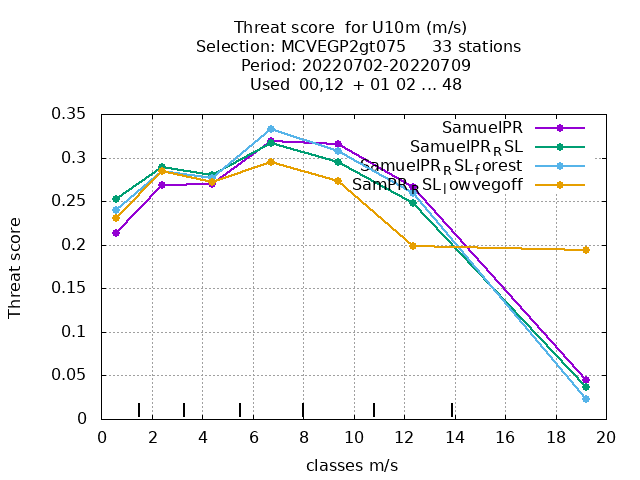 Threat score for U10m (m/s)
Selection: MCVEGP2gt075 33 stations
Period: 20220702-20220709
Used 00,12 + 01 02 ... 48
0.35
0.3
0.25
0.2
0.15
0.1
0.05
0
Threat score
SamuelPR
SamuelPR_RSL
SamuelPR_RSL_forest
SamPR_RSL_lowvegoff
0 2 4 6 8 10 12 14 16 18 20
classes m/s